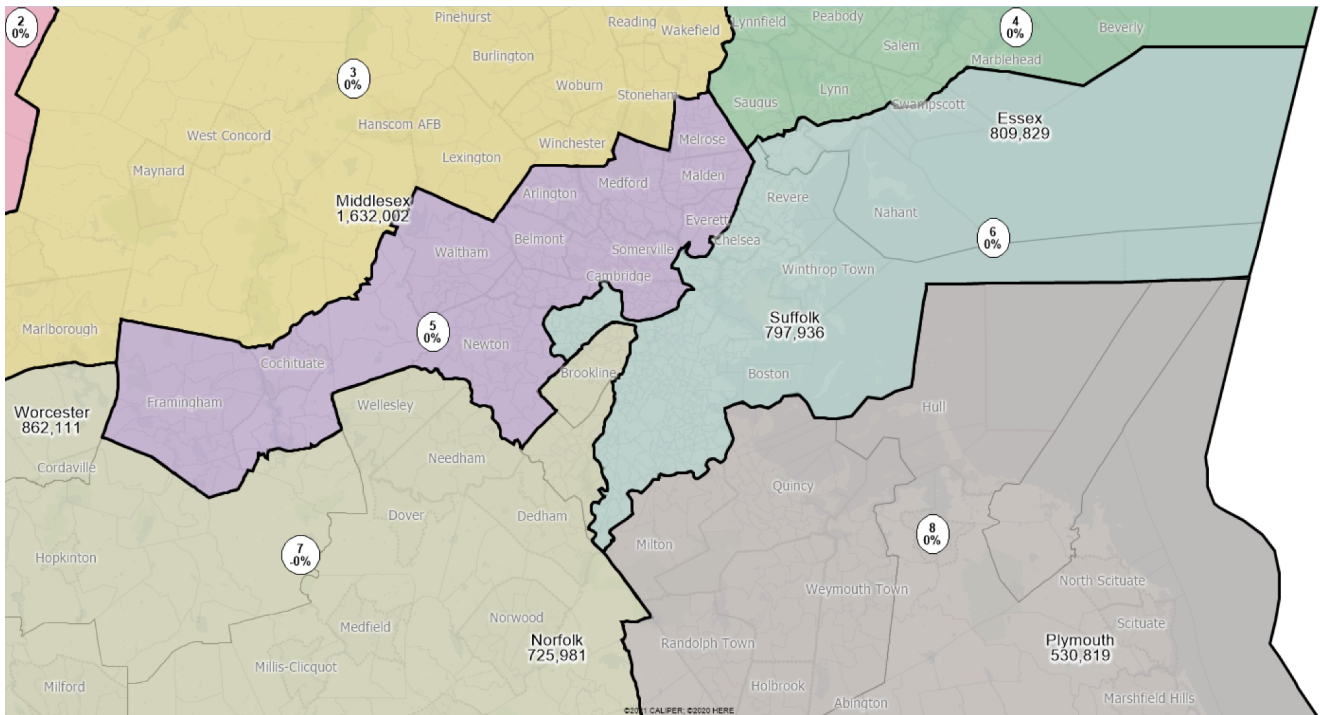 2
0%
Pinehurst
Reading
Wakefield
Lynnfield
Peabody
4
0%
Beverly
Burlington
Salem
Marblehead
3
0%
Woburn
Stoneham
Saugus
Lynn
Swampscott
West Concord
Hanscom AFB
Winchester
Melrose
Essex
809,829
Maynard
Lexington
Arlington
Medford
Malden
Revere
Middlesex
1,632,002
Everett
Nahant
Waltham
Belmont
Somerville
Chelsea
6
0%
Cambridge
Winthrop Town
Marlborough
5
0%
Newton
Suffolk
797,936
Cochituate
Brookline
Boston
Framingham
Wellesley
Hull
Worcester
862,111
Cordaville
Needham
Quincy
Dover
Dedham
8
0%
7
-0%
Milton
Hopkinton
Weymouth Town
North Scituate
Medfield
Norwood
Scituate
Norfolk
725,981
Randolph Town
Plymouth
530,819
Millis-Clicquot
Milford
Holbrook
Abington
Marshfield Hills
©2021 CALIPER; ©2020 HERE